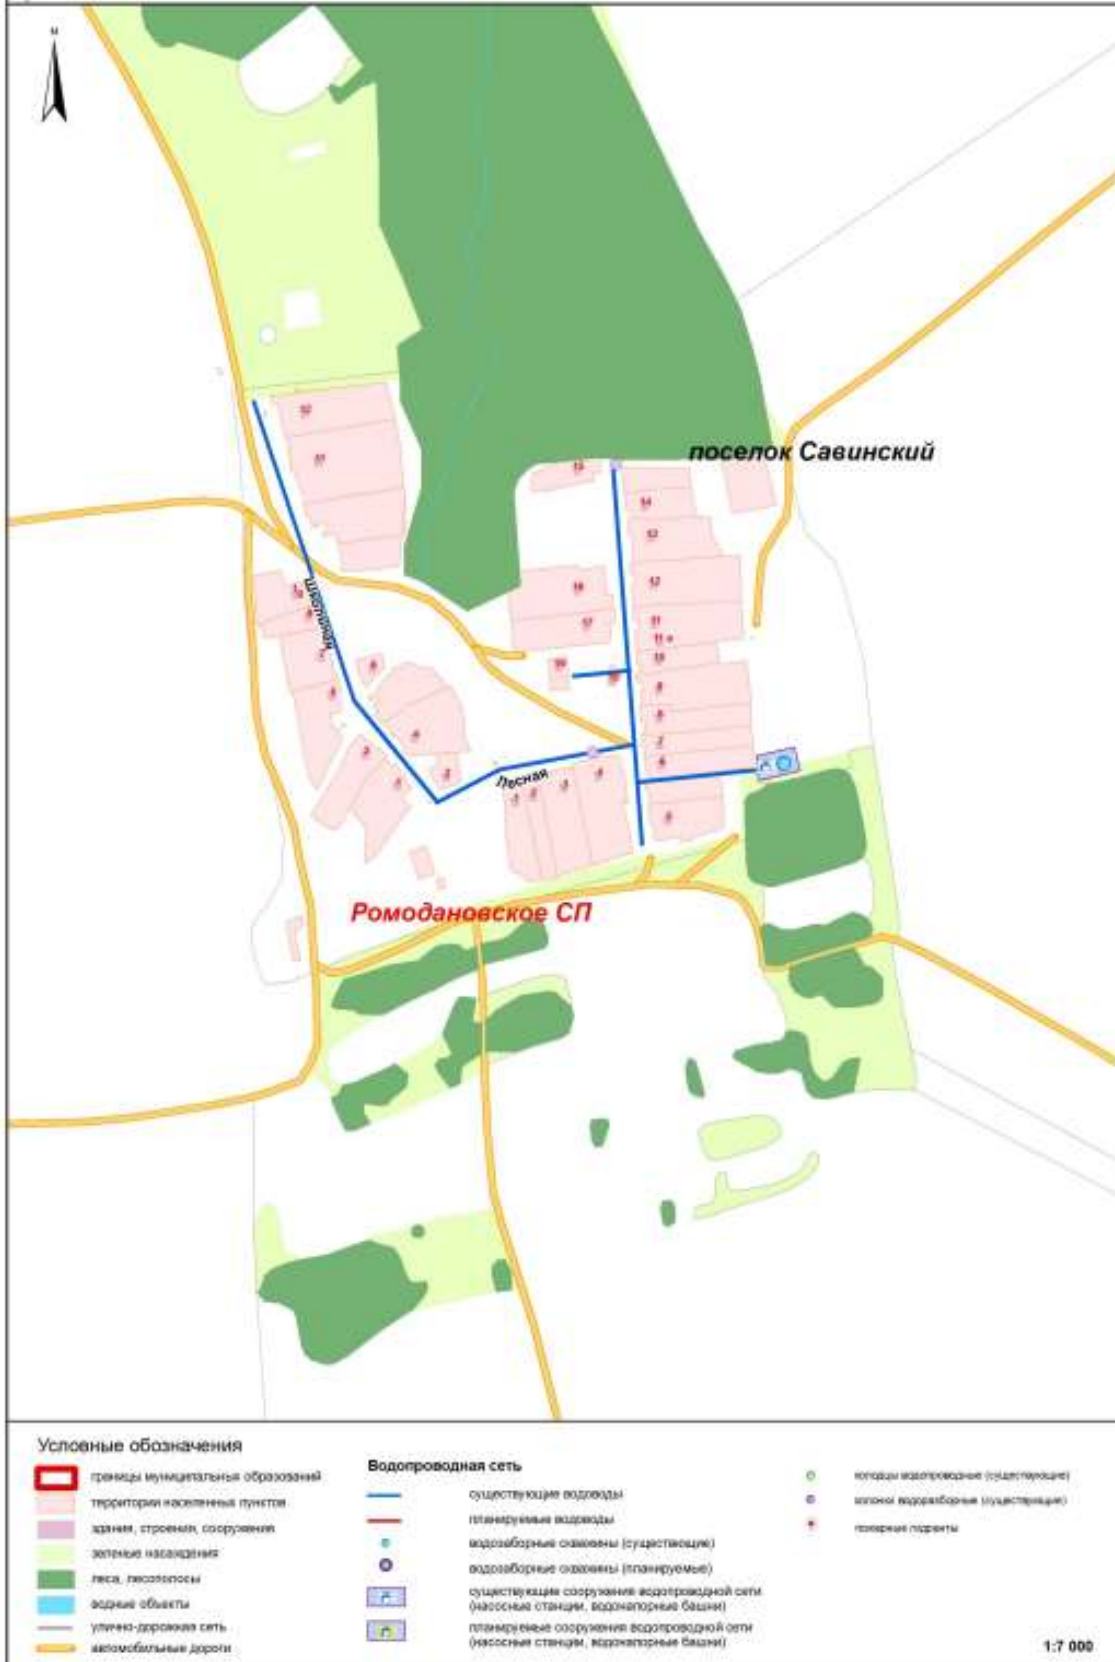 поселок Савинский
Школьная
Лесная
Ромодановское СП
Условные обозначения
границы муниципальных образований
территории населенных пунктов
здания, строения, сооружения
зеленые насаждения
леса, лесополосы
водные объекты
улично-дорожная сеть
автомобильные дороги
Водопроводная сеть
существующие водоводы
планируемые водоводы
водозаборные скважины (существующие)
водозаборные скважины (планируемые)
существующие сооружения водопроводной сети
(насосные станции, водонапорные башни)
планируемые сооружения водопроводной сети
(насосные станции, водонапорные башни)
колодцы водопроводные (существующие)
колонки водоразборные (существующие)
пожарные гидранты
1:7 000